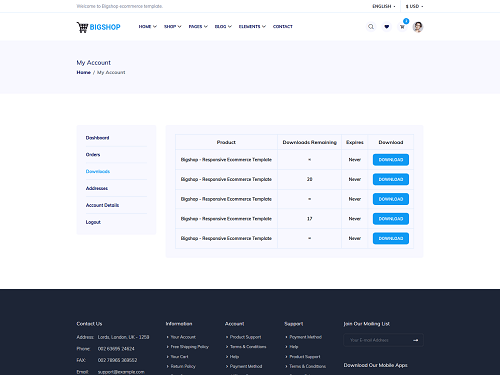 Welcome to Bigshop ecommerce template.
ENGLISH
$ USD
BIGSHOP
HOME
SHOP
PAGES
BLOG
ELEMENTS
CONTACT
My Account
Home / My Account
Dashboard
Orders
Downloads
Addresses
Account Details
Logout
Product Downloads Remaining Expires Download
Bigshop - Responsive Ecommerce Template ∞ Never DOWNLOAD
Bigshop - Responsive Ecommerce Template 20 Never DOWNLOAD
Bigshop - Responsive Ecommerce Template ∞ Never DOWNLOAD
Bigshop - Responsive Ecommerce Template 17 Never DOWNLOAD
Bigshop - Responsive Ecommerce Template ∞ Never DOWNLOAD
Contact Us
Address: Lords, London, UK - 1259
Phone: 002 63695 24624
FAX: 002 78965 369552
Email: support@example.com
Information
Your Account
Free Shipping Policy
Your Cart
Return Policy
Account
Product Support
Terms & Conditions
Help
Payment Method
Support
Payment Method
Help
Product Support
Terms & Conditions
Join Our Mailing List
Your E-mail Address
Download Our Mobile Apps